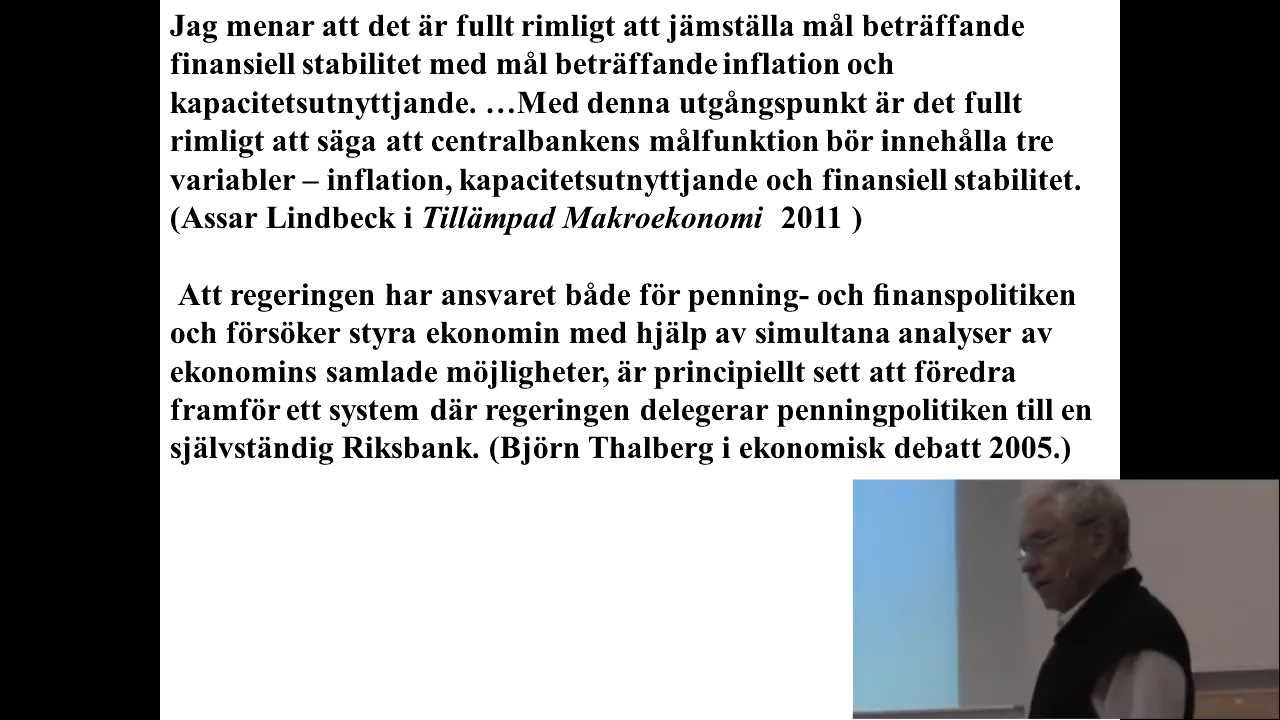 Jag menar att det är fullt rimligt att jämställa mål beträffande
finansiell stabilitet med mål beträffande inflation och
kapacitetsutnyttjande. …Med denna utgångspunkt är det fullt
rimligt att säga att centralbankens målfunktion bör innehålla tre
variabler – inflation, kapacitetsutnyttjande och finansiell stabilitet.
(Assar Lindbeck i Tillämpad Makroekonomi 2011 )
Att regeringen har ansvaret både för penning- och finanspolitiken
och försöker styra ekonomin med hjälp av simultana analyser av
ekonomins samlade möjligheter, är principiellt sett att föredra
framför ett system där regeringen delegerar penningpolitiken till en
självständig Riksbank. (Björn Thalberg i ekonomisk debatt 2005.)